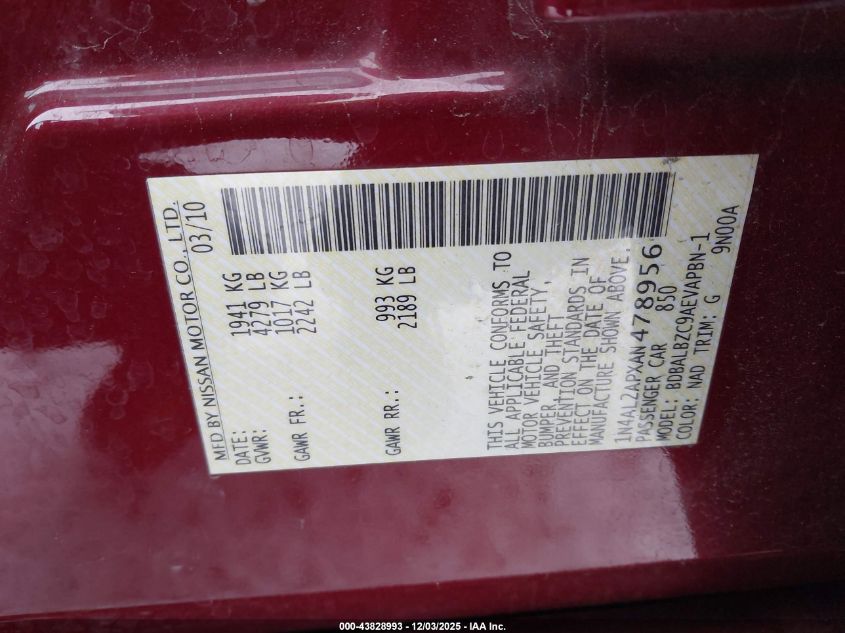 MFD BY NISSAN MOTOR CO., LTD.
DATE: 03/10
GVWR: 1941 KG
4279 LB
GAWR FR.: 1017 KG
2242 LB
GAWR RR.: 993 KG
2189 LB
THIS VEHICLE CONFORMS TO
ALL APPLICABLE FEDERAL
MOTOR VEHICLE SAFETY,
BUMPER, AND THEFT
PREVENTION STANDARDS IN
EFFECT ON THE DATE OF
MANUFACTURE SHOWN ABOVE.
1N4AL2APXAN478956
PASSENGER CAR 850
MODEL: BDBALBZC9AEVAPBN-1
COLOR: NAD TRIM: G 9N00A
000-43828993 - 12/03/2025 - IAA Inc.